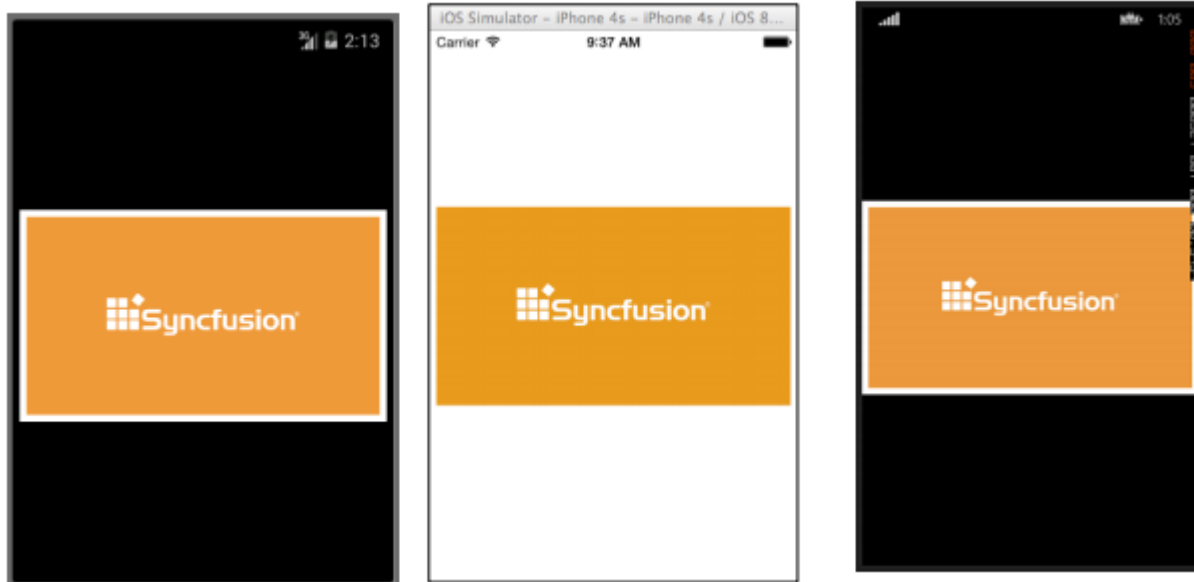 3G 2:13
Syncfusion
iOS Simulator – iPhone 4s – iPhone 4s / iOS 8...
Carrier 9:37 AM
Syncfusion
1:05
Syncfusion